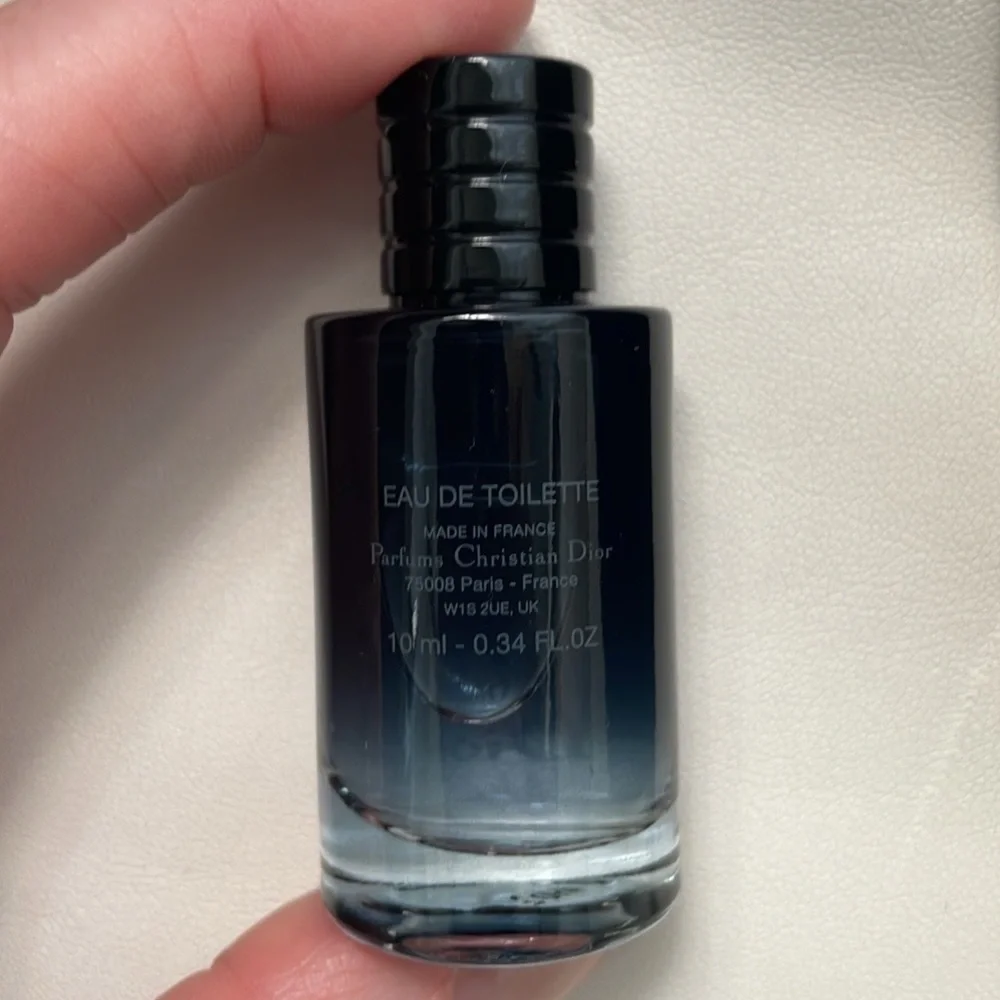 EAU DE TOILETTE
MADE IN FRANCE
Parfums Christian Dior
75008 Paris - France
W1S 2UE, UK
10 ml - 0.34 FL.OZ